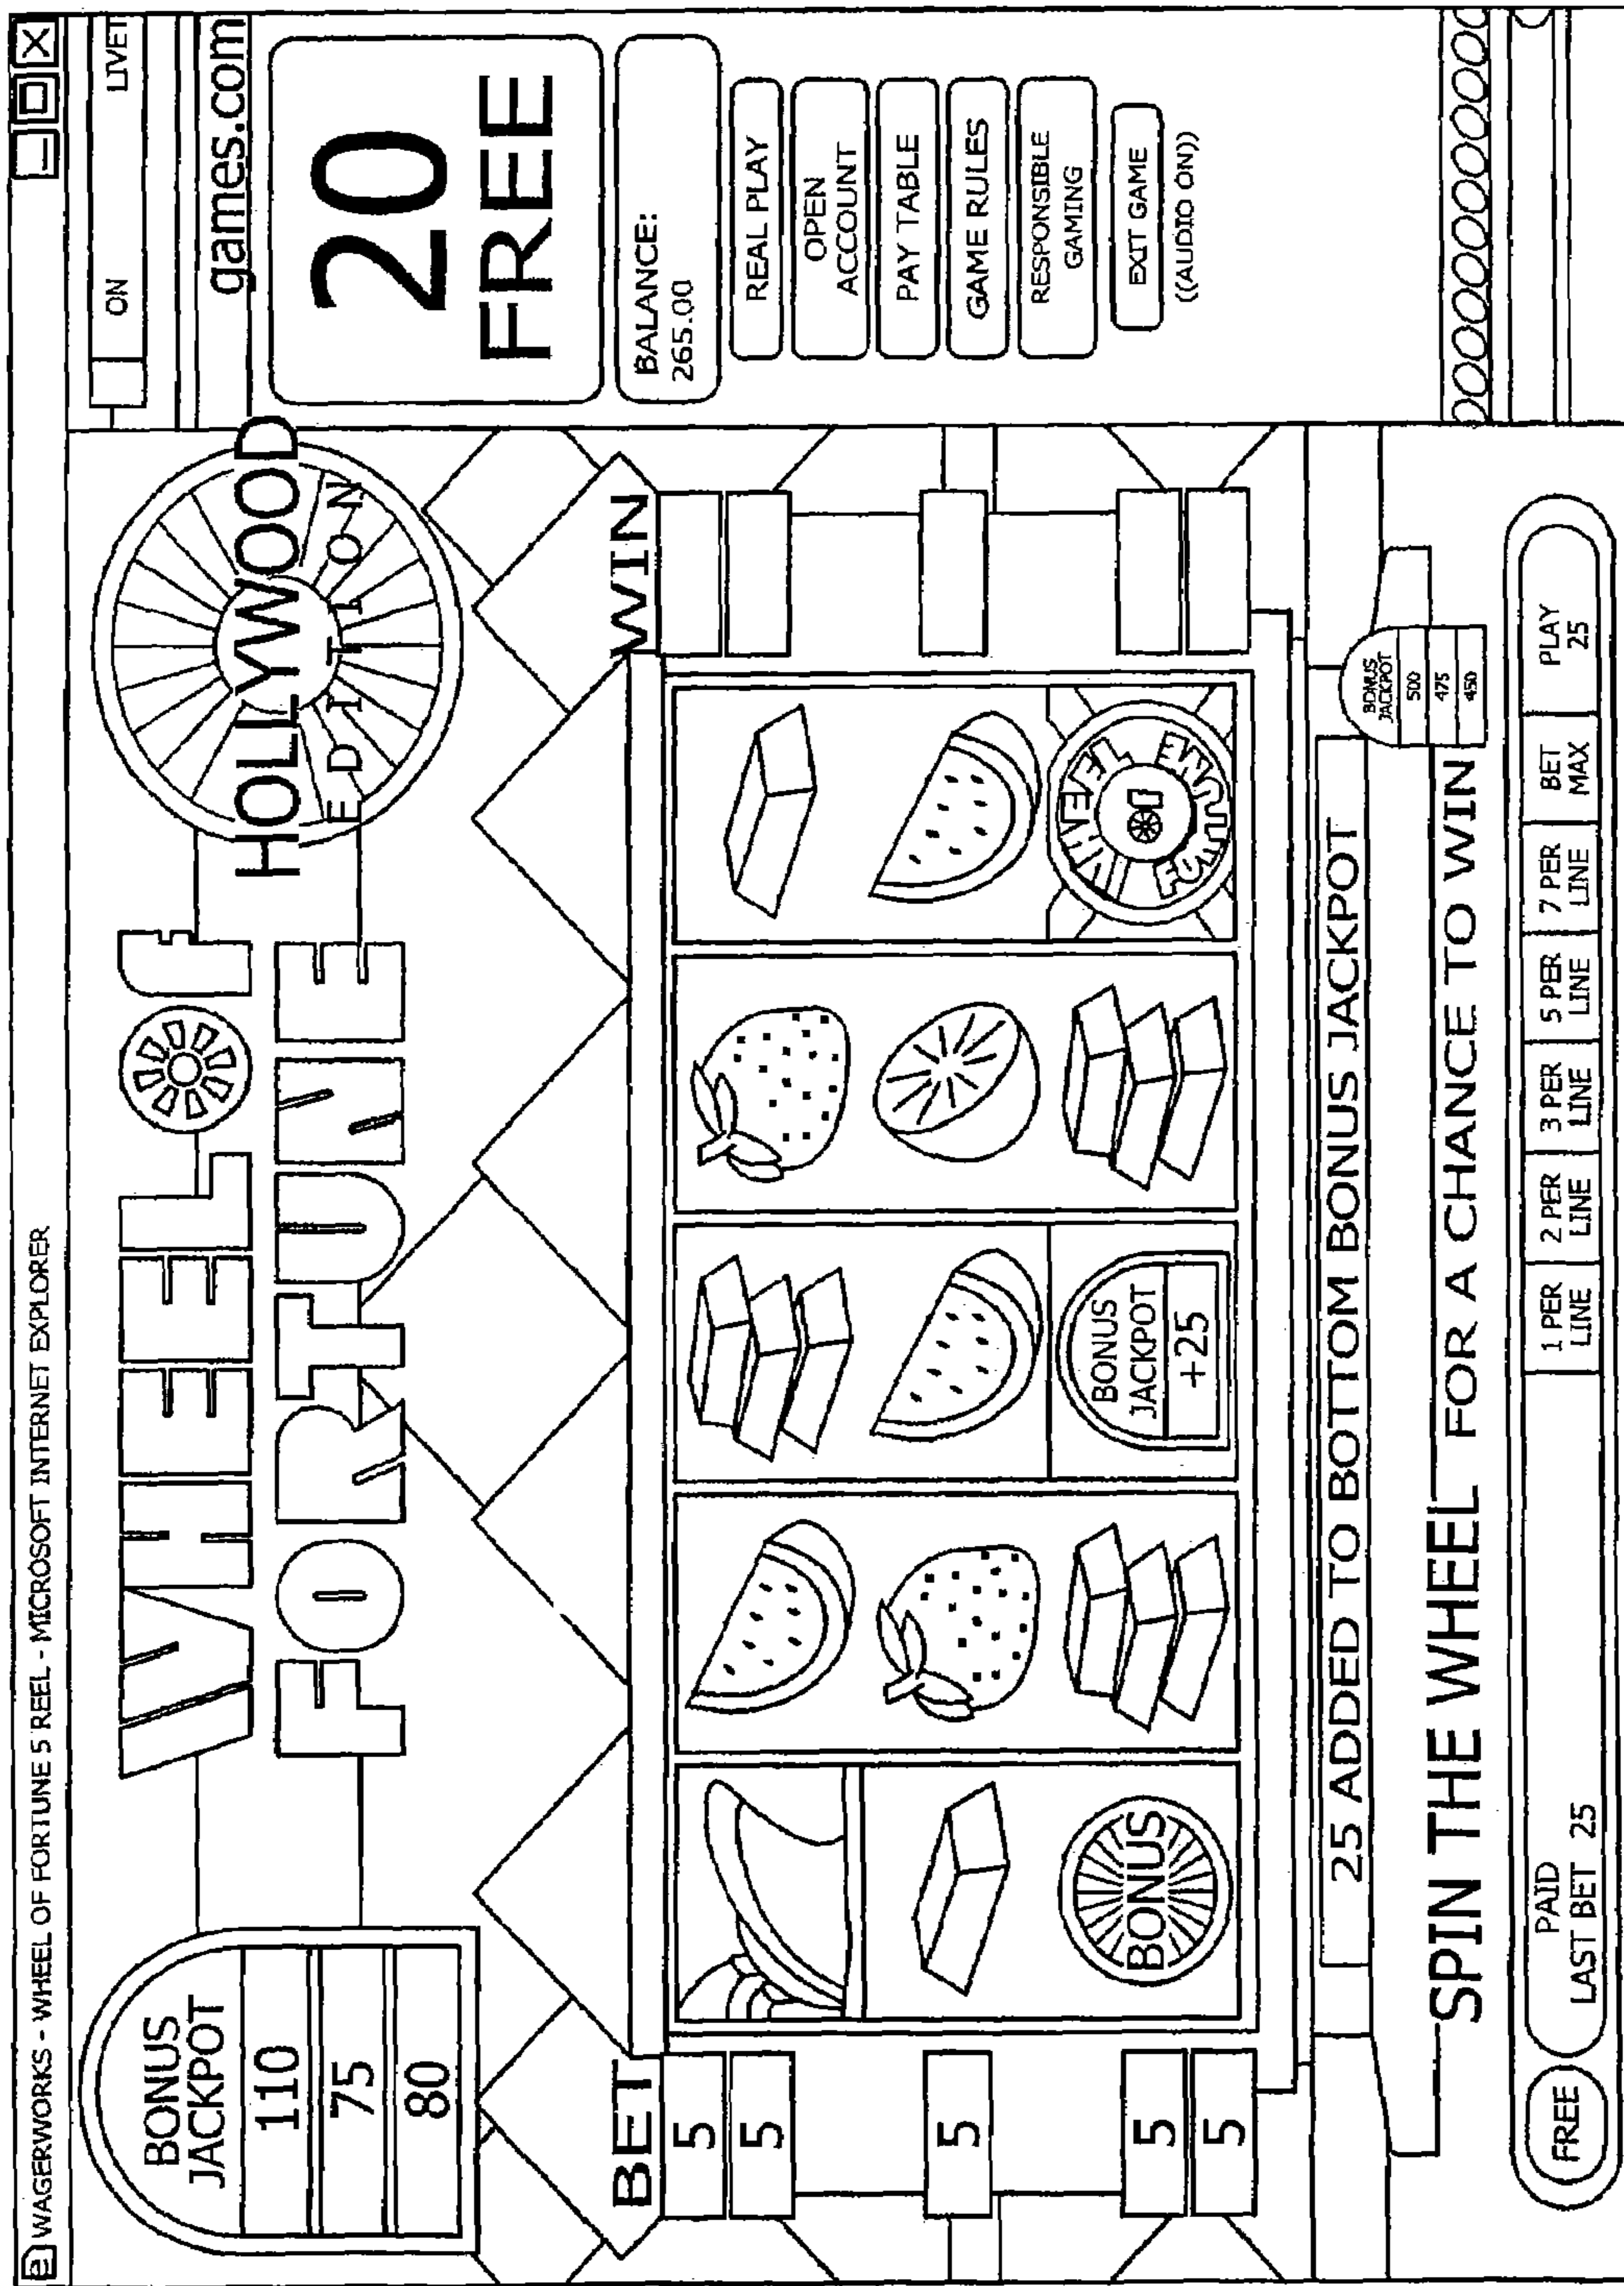 WAGERWORKS - WHEEL OF FORTUNE 5 REEL - MICROSOFT INTERNET EXPLORER
ON LIVET
games.com
BONUS
JACKPOT
110
75
80
WHEEL OF
FORTUNE
HOLLYWOOD
EDITION
20
FREE
BALANCE:
265.00
REAL PLAY
OPEN
ACCOUNT
PAY TABLE
GAME RULES
RESPONSIBLE
GAMING
EXIT GAME
((AUDIO ON))
BET
WIN
5
5
5
5
5
BONUS
BONUS
JACKPOT
+25
WHEEL
OF
FORTUNE
25 ADDED TO BOTTOM BONUS JACKPOT
BONUS
JACKPOT
500
475
450
SPIN THE WHEEL FOR A CHANCE TO WIN
FREE
PAID
LAST BET 25
1 PER
LINE
2 PER
LINE
3 PER
LINE
5 PER
LINE
7 PER
LINE
BET
MAX
PLAY
25